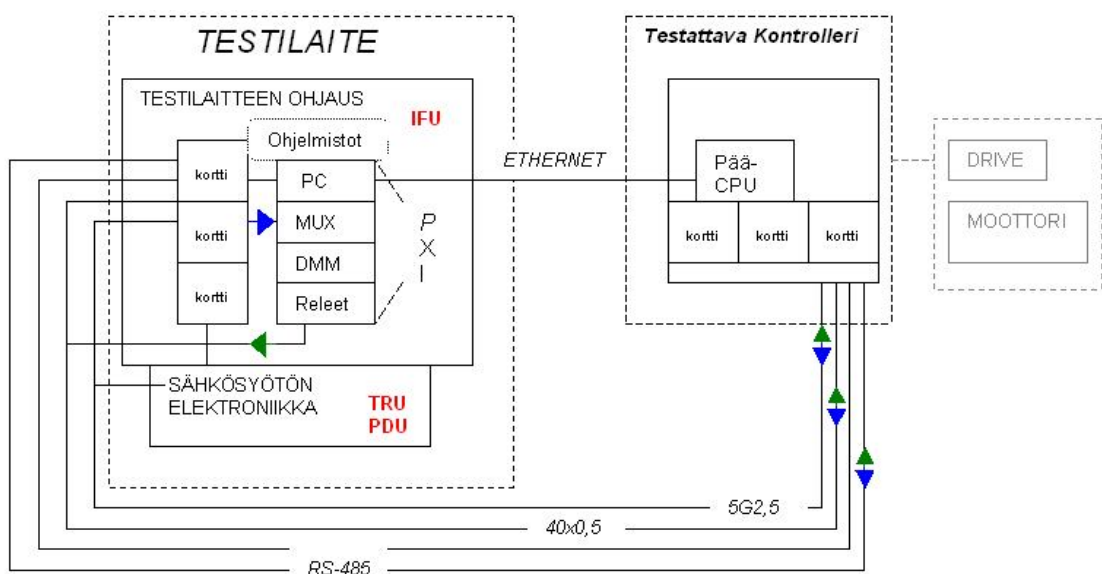 TESTILAITE
TESTILAITTEEN OHJAUS
IFU
Ohjelmistot
kortti
kortti
kortti
PC
MUX
DMM
Releet
P
X
I
SÄHKÖSYÖTÖN
ELEKTRONIIKKA
TRU
PDU
ETHERNET
Testattava Kontrolleri
Pää-
CPU
kortti
kortti
kortti
DRIVE
MOOTTORI
5G2,5
40x0,5
RS-485